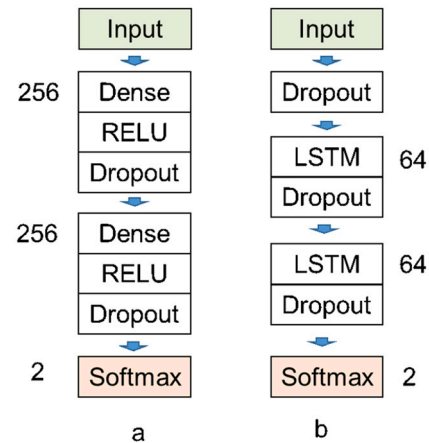 Input
256 Dense
RELU
Dropout
256 Dense
RELU
Dropout
2 Softmax
a
Input
Dropout
LSTM 64
Dropout
LSTM 64
Dropout
Softmax 2
b